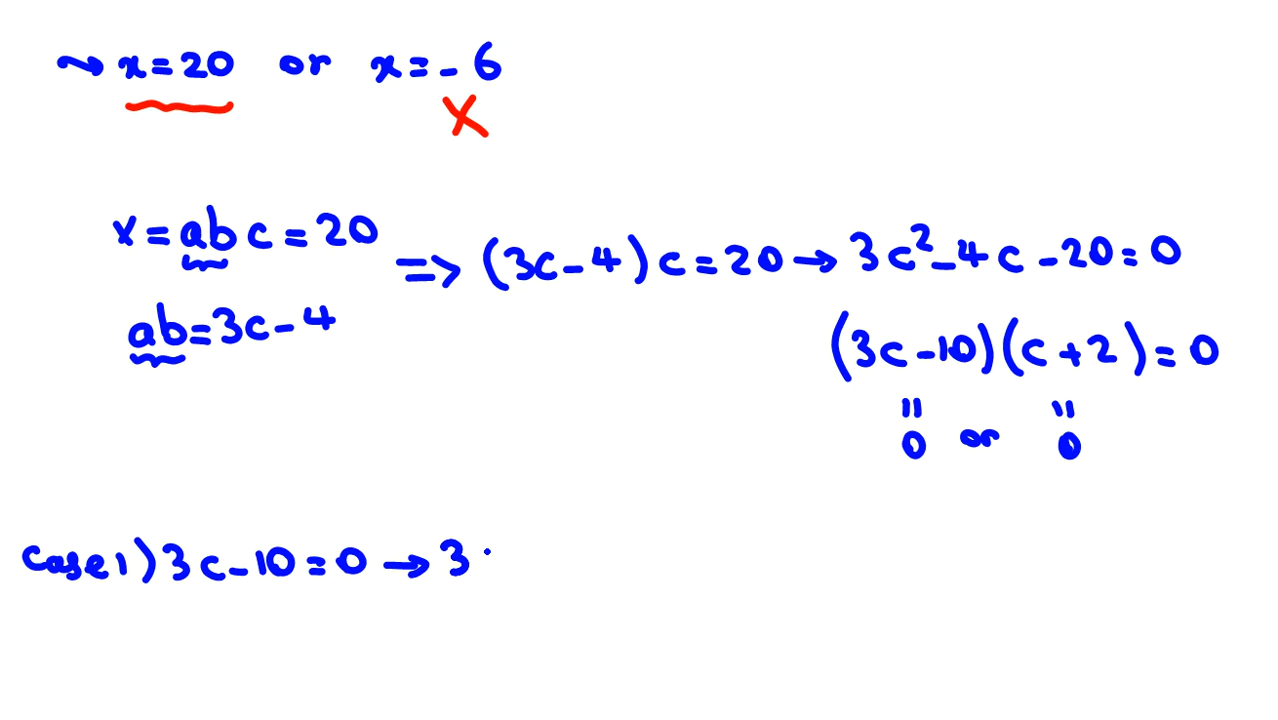 ~> x=20 or x=-6
X
x=abc=20
=> (3c-4)c=20 → 3c²-4c-20=0
ab=3c-4
(3c-10)(c+2)=0
" "
0 or 0
Case1) 3c-10=0 → 3